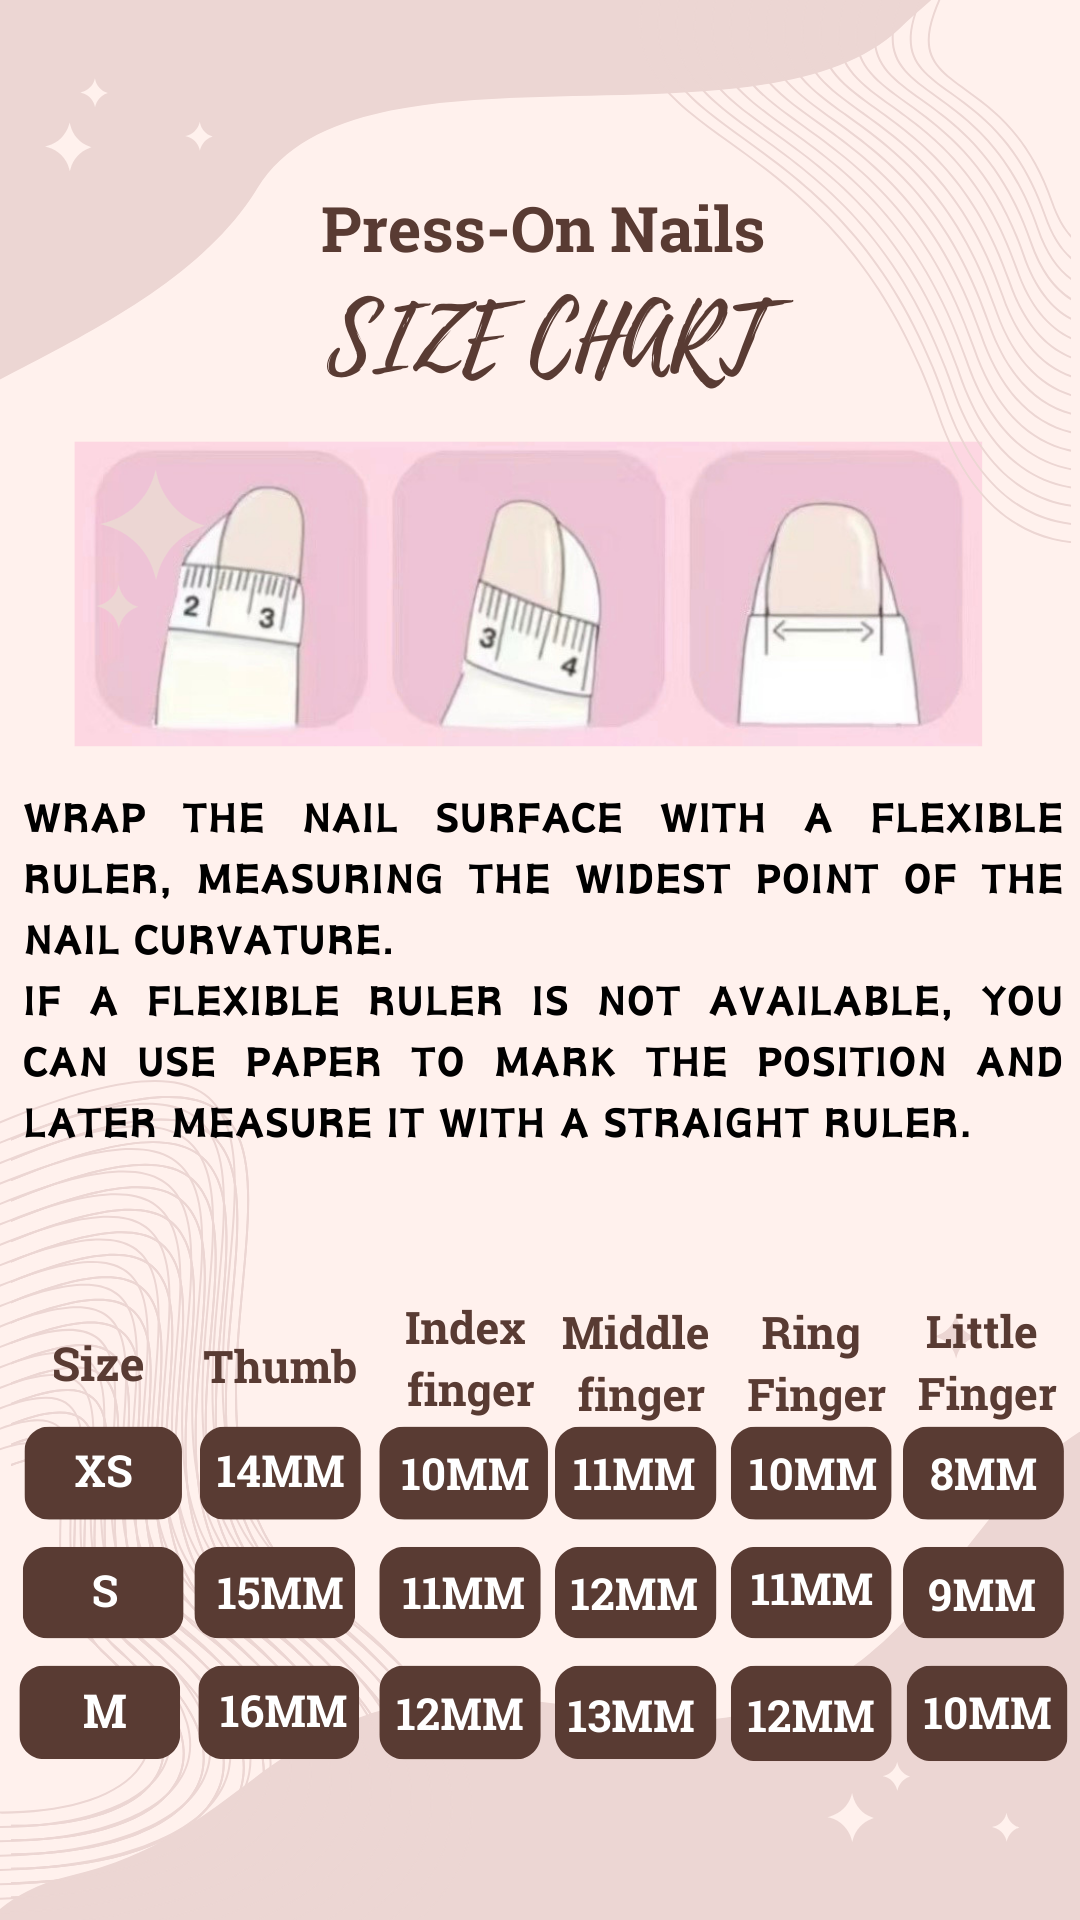 Press-On Nails
SIZE CHART
2 3 3 4
WRAP THE NAIL SURFACE WITH A FLEXIBLE
RULER, MEASURING THE WIDEST POINT OF THE
NAIL CURVATURE.
IF A FLEXIBLE RULER IS NOT AVAILABLE, YOU
CAN USE PAPER TO MARK THE POSITION AND
LATER MEASURE IT WITH A STRAIGHT RULER.
Size Thumb Index finger Middle finger Ring Finger Little Finger
XS 14MM 10MM 11MM 10MM 8MM
S 15MM 11MM 12MM 11MM 9MM
M 16MM 12MM 13MM 12MM 10MM